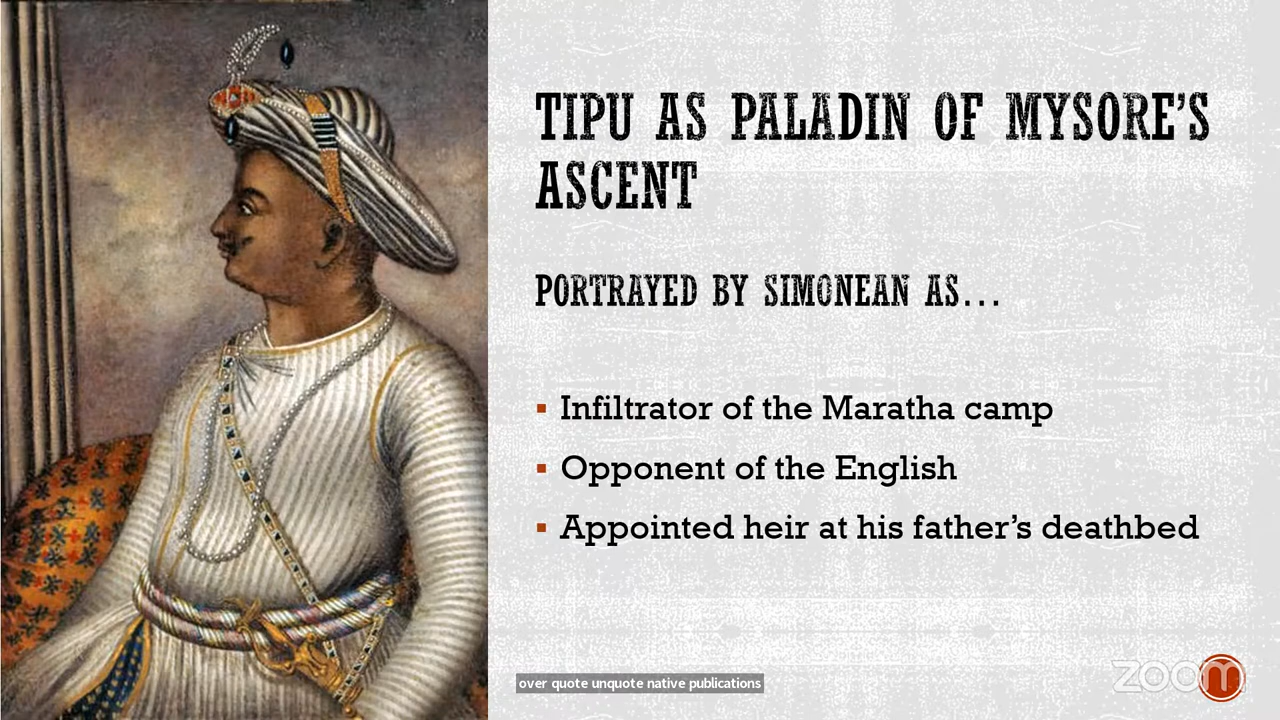 TIPU AS PALADIN OF MYSORE'S
ASCENT
PORTRAYED BY SIMONEAN AS...
▪ Infiltrator of the Maratha camp
▪ Opponent of the English
▪ Appointed heir at his father's deathbed
over quote unquote native publications
zoom